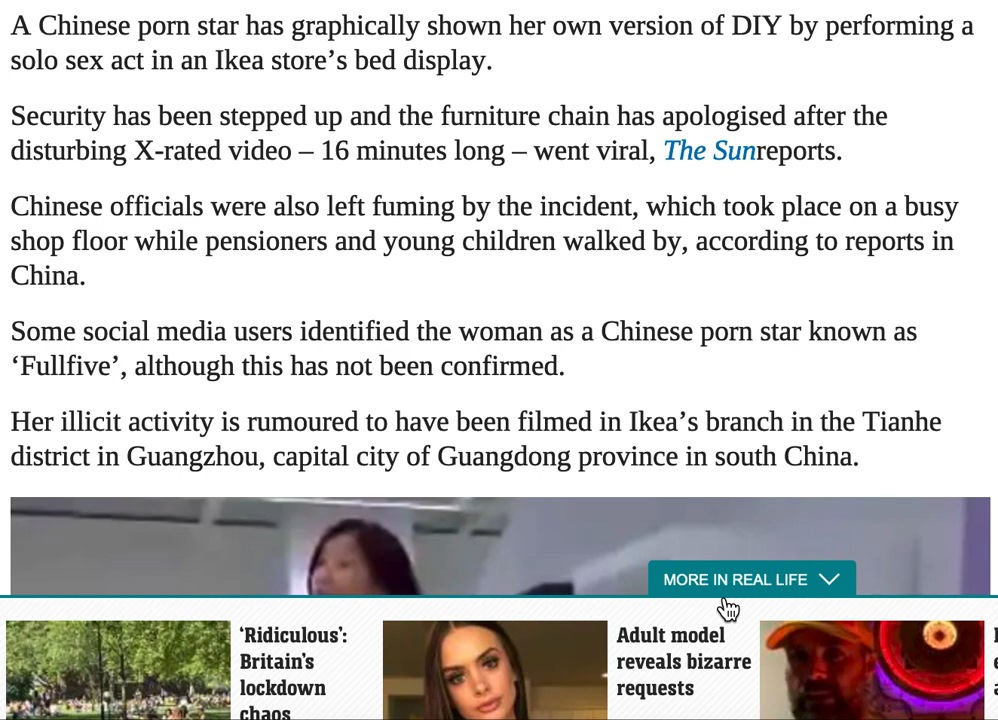 A Chinese porn star has graphically shown her own version of DIY by performing a
solo sex act in an Ikea store’s bed display.
Security has been stepped up and the furniture chain has apologised after the
disturbing X-rated video – 16 minutes long – went viral, The Sunreports.
Chinese officials were also left fuming by the incident, which took place on a busy
shop floor while pensioners and young children walked by, according to reports in
China.
Some social media users identified the woman as a Chinese porn star known as
‘Fullfive’, although this has not been confirmed.
Her illicit activity is rumoured to have been filmed in Ikea’s branch in the Tianhe
district in Guangzhou, capital city of Guangdong province in south China.
MORE IN REAL LIFE
‘Ridiculous’:
Britain’s
lockdown
chaos
Adult model
reveals bizarre
requests